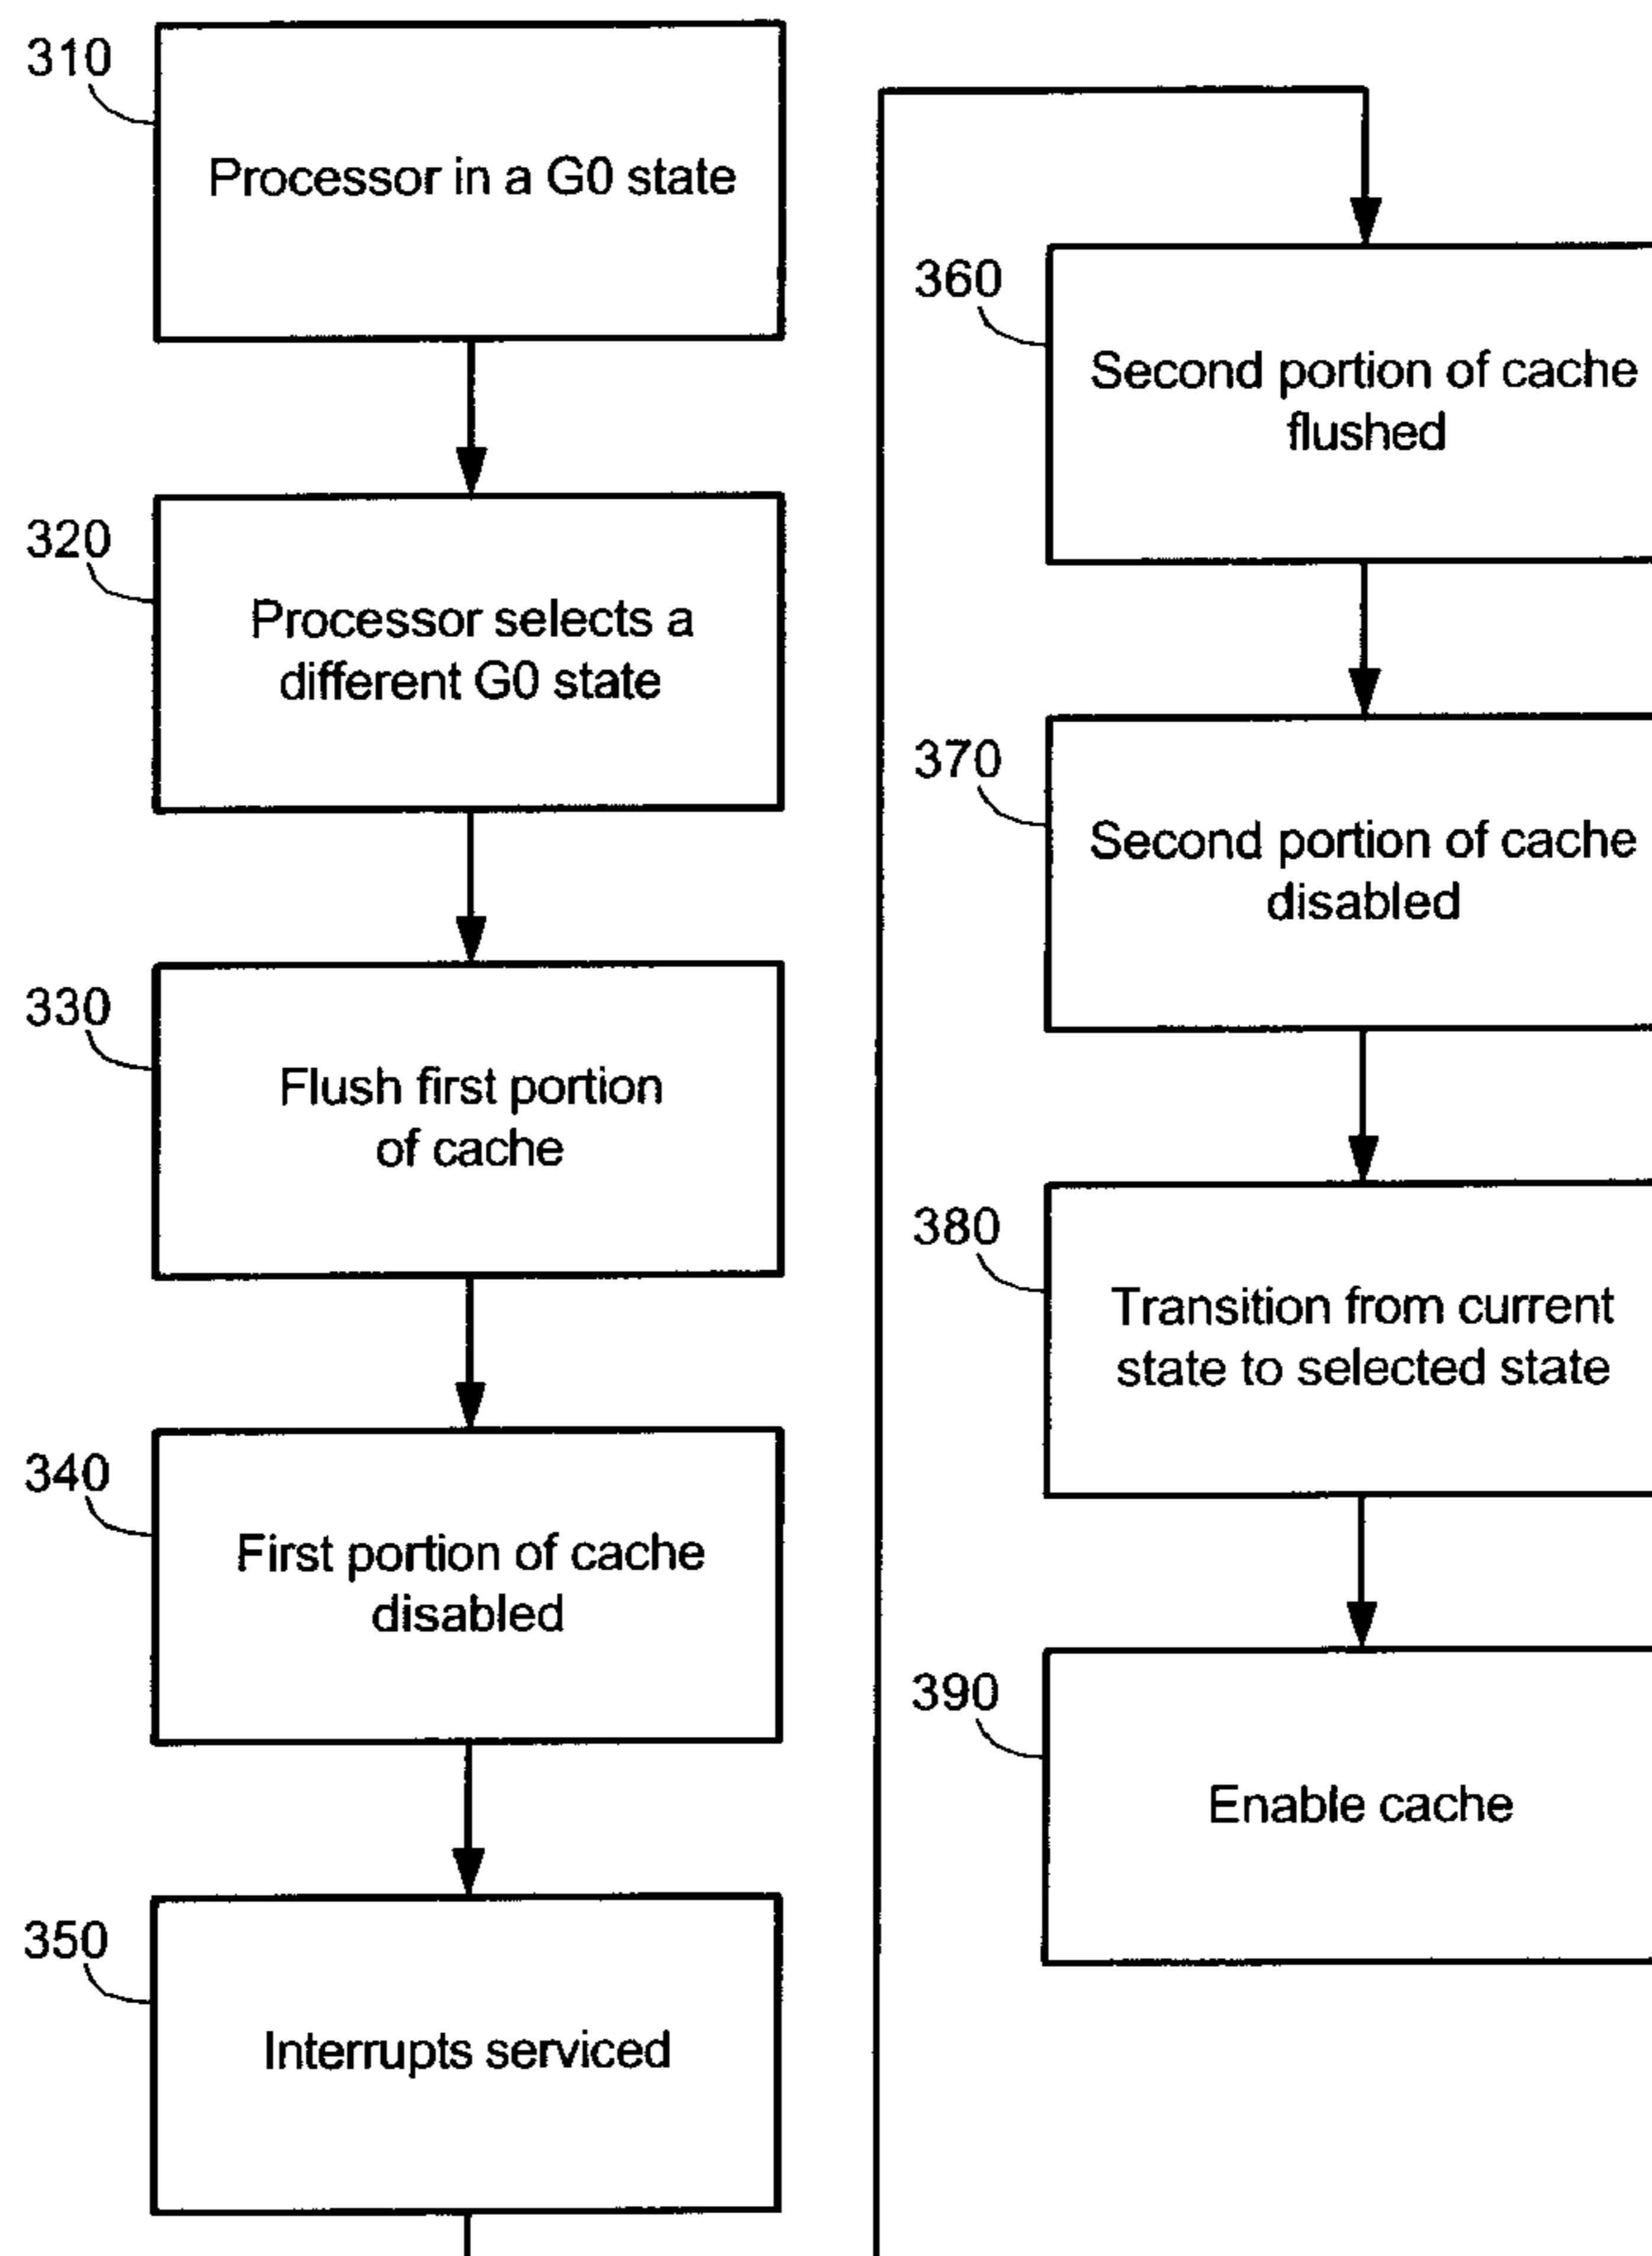 310
Processor in a G0 state
320
Processor selects a
different G0 state
330
Flush first portion
of cache
340
First portion of cache
disabled
350
Interrupts serviced
360
Second portion of cache
flushed
370
Second portion of cache
disabled
380
Transition from current
state to selected state
390
Enable cache